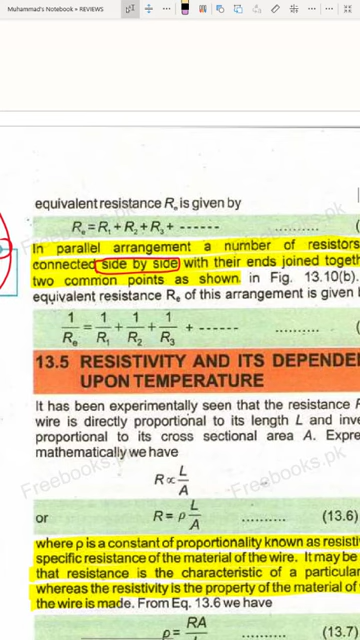 Muhammad's Notebook • REVIEWS
equivalent resistance Rₑ is given by
Rₑ = R₁ + R₂ + R₃ + ------ .......... (
In parallel arrangement a number of resistors
connected side by side with their ends joined togeth
two common points as shown in Fig. 13.10(b).
equivalent resistance Rₑ of this arrangement is given
1/Rₑ = 1/R₁ + 1/R₂ + 1/R₃ + ------ .......... (
13.5 RESISTIVITY AND ITS DEPENDE
UPON TEMPERATURE
It has been experimentally seen that the resistance R
wire is directly proportional to its length L and inve
proportional to its cross sectional area A. Expre
mathematically we have
R ∝ L/A
or R = ρ L/A .......... (13.6)
where ρ is a constant of proportionality known as resisti
specific resistance of the material of the wire. It may be
that resistance is the characteristic of a particular
whereas the resistivity is the property of the material of
the wire is made. From Eq. 13.6 we have
ρ = RA .......... (13.7)
Freebooks.pk
Freebooks.pk